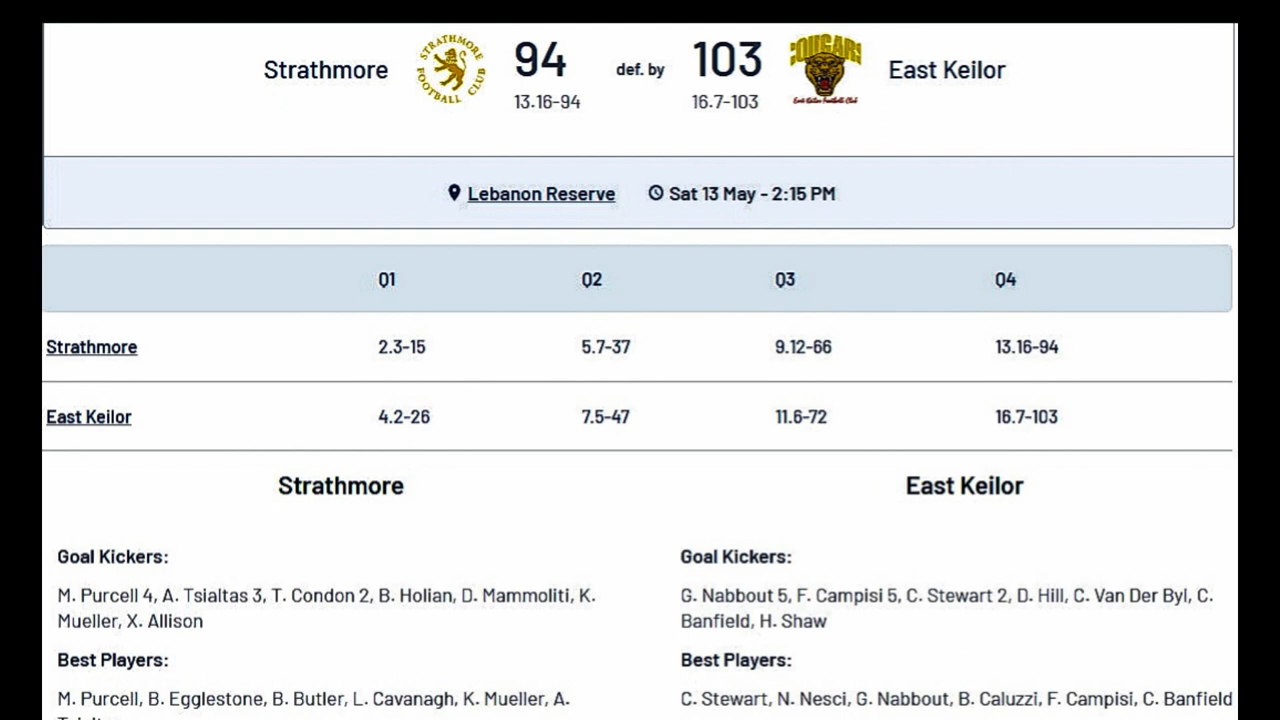 Strathmore
STRATHMORE FOOTBALL CLUB
94
13.16-94
def. by
103
16.7-103
COUGARS
East Keilor Football Club
East Keilor
Lebanon Reserve Sat 13 May - 2:15 PM
Q1 Q2 Q3 Q4
Strathmore 2.3-15 5.7-37 9.12-66 13.16-94
East Keilor 4.2-26 7.5-47 11.6-72 16.7-103
Strathmore
Goal Kickers:
M. Purcell 4, A. Tsialtas 3, T. Condon 2, B. Holian, D. Mammoliti, K.
Mueller, X. Allison
Best Players:
M. Purcell, B. Egglestone, B. Butler, L. Cavanagh, K. Mueller, A.
East Keilor
Goal Kickers:
G. Nabbout 5, F. Campisi 5, C. Stewart 2, D. Hill, C. Van Der Byl, C.
Banfield, H. Shaw
Best Players:
C. Stewart, N. Nesci, G. Nabbout, B. Caluzzi, F. Campisi, C. Banfield